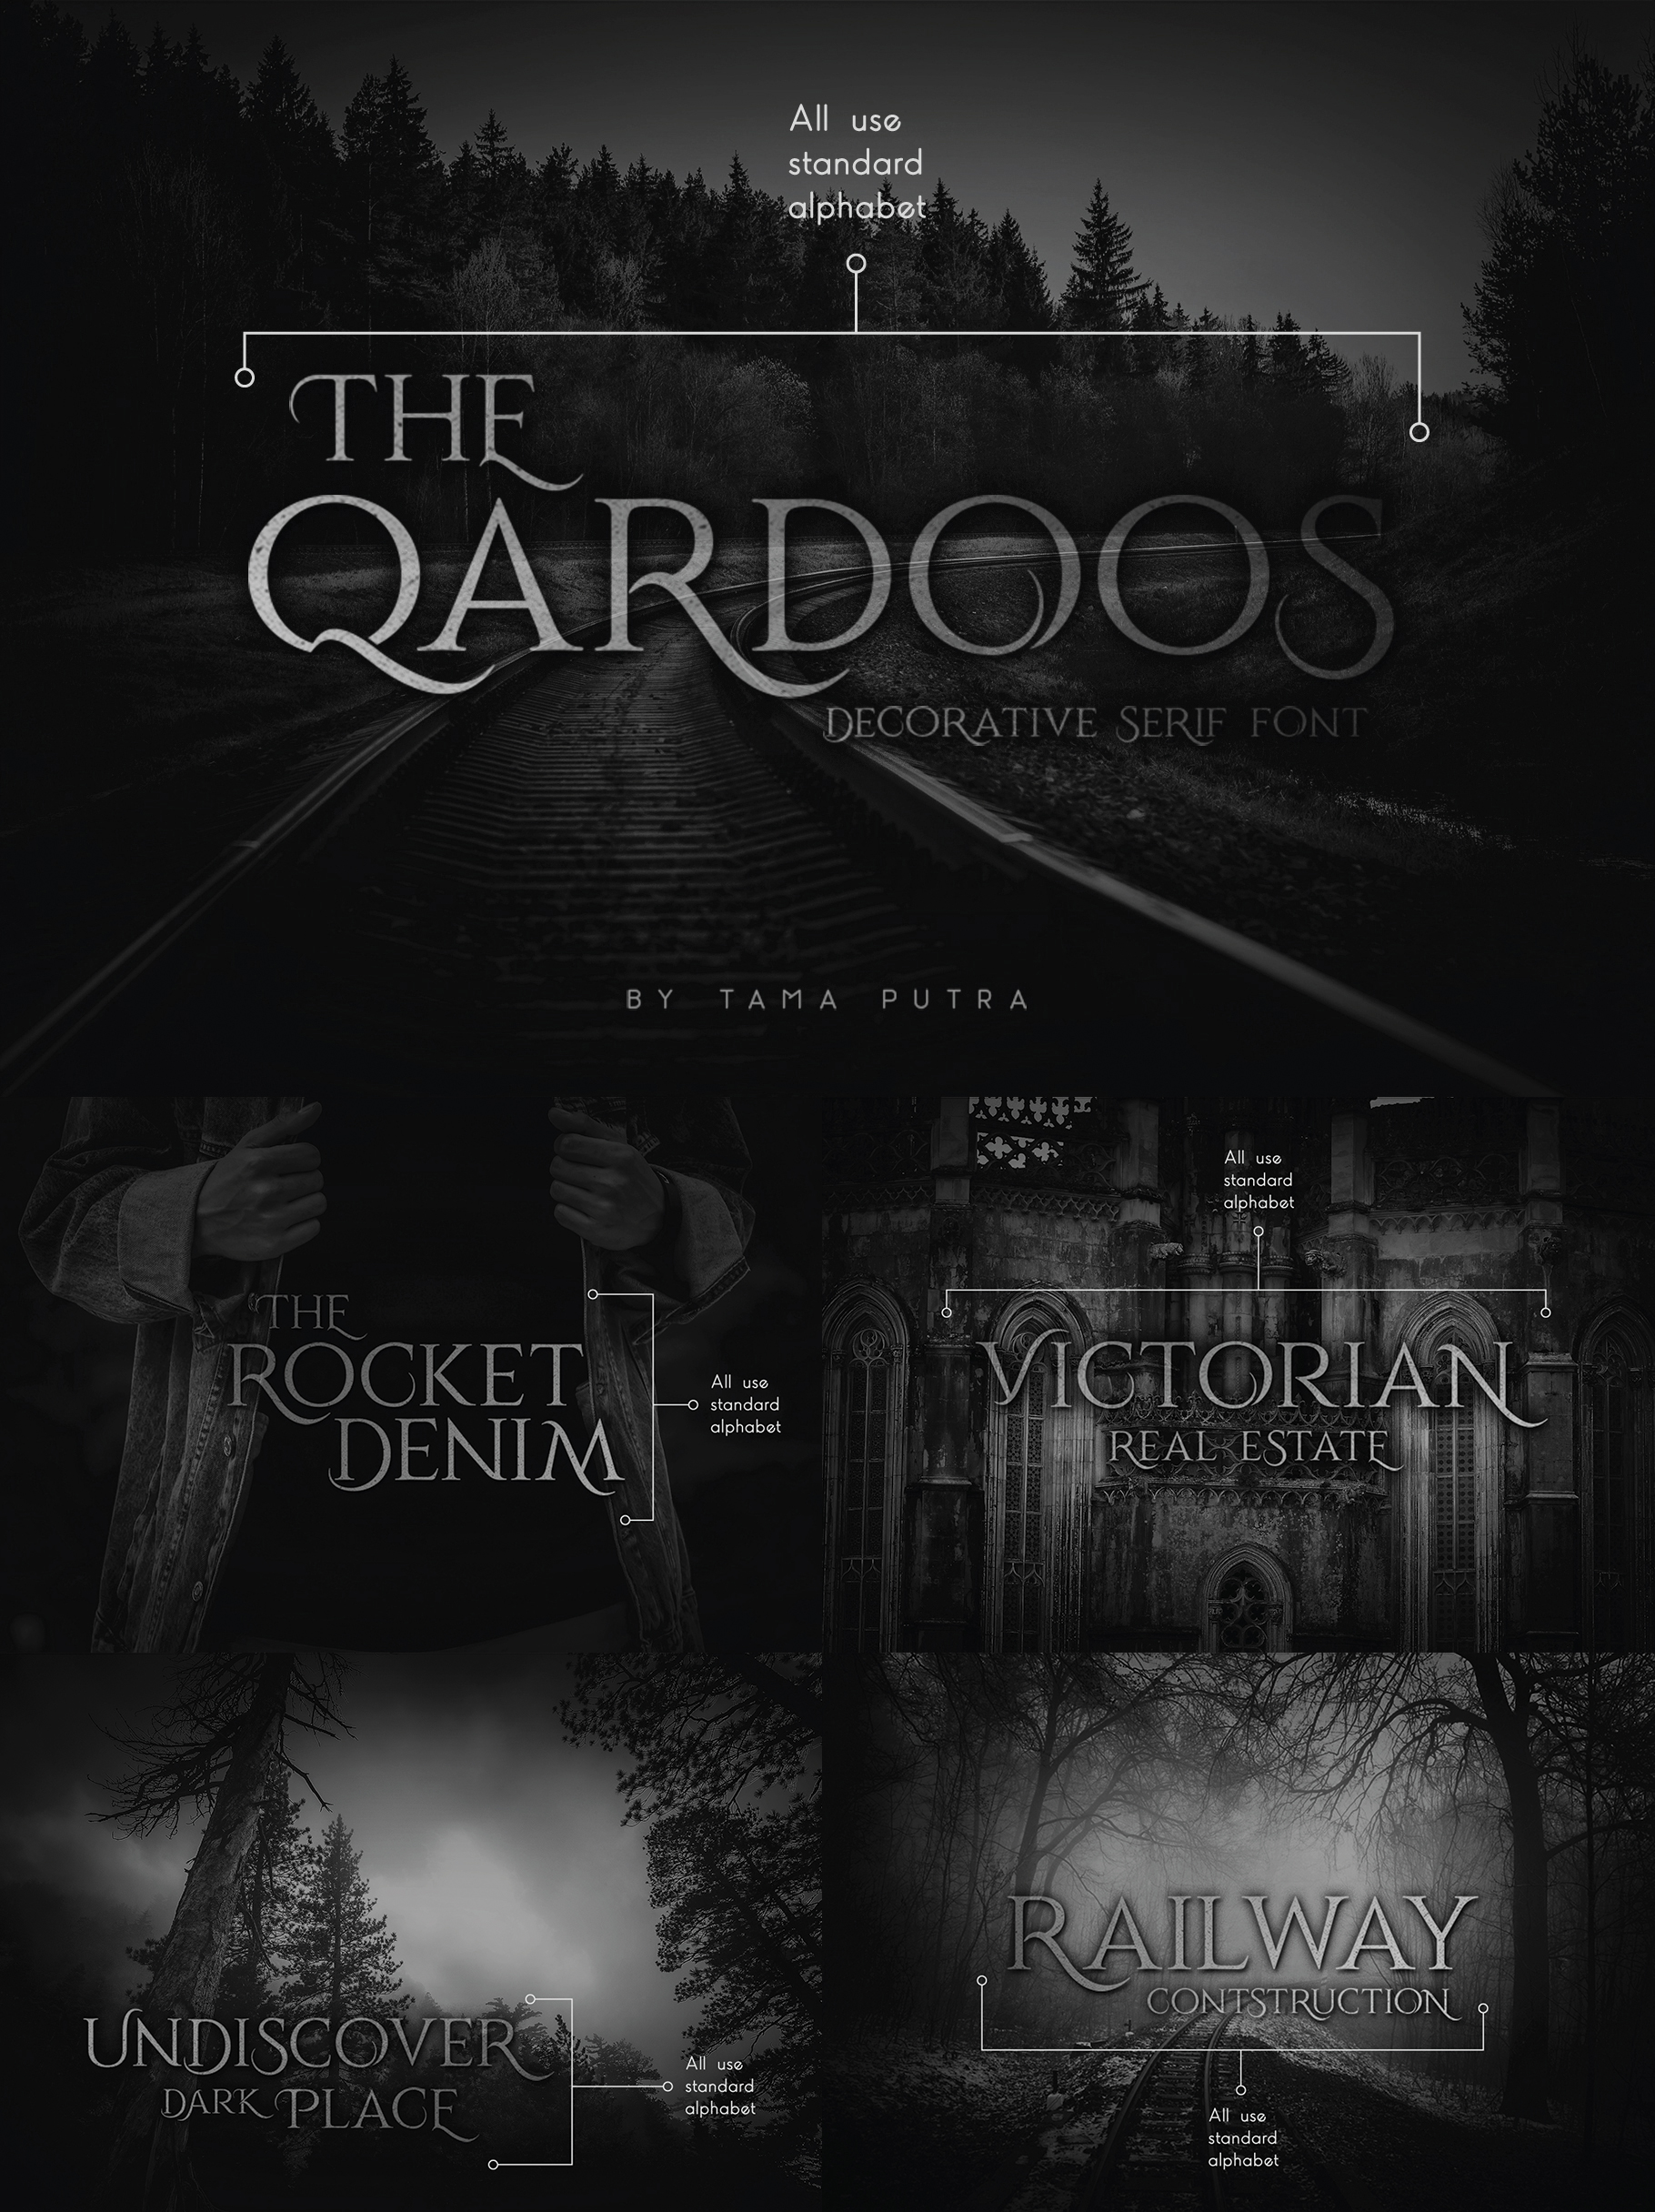 All use
standard
alphabet
THE
QARDOOS
DECORATIVE SERIF FONT
BY TAMA PUTRA
THE
ROCKET
DENIM
All use
standard
alphabet
All use
standard
alphabet
VICTORIAN
REAL ESTATE
UNDISCOVER
DARK PLACE
All use
standard
alphabet
RAILWAY
CONTSTRUCTION
All use
standard
alphabet